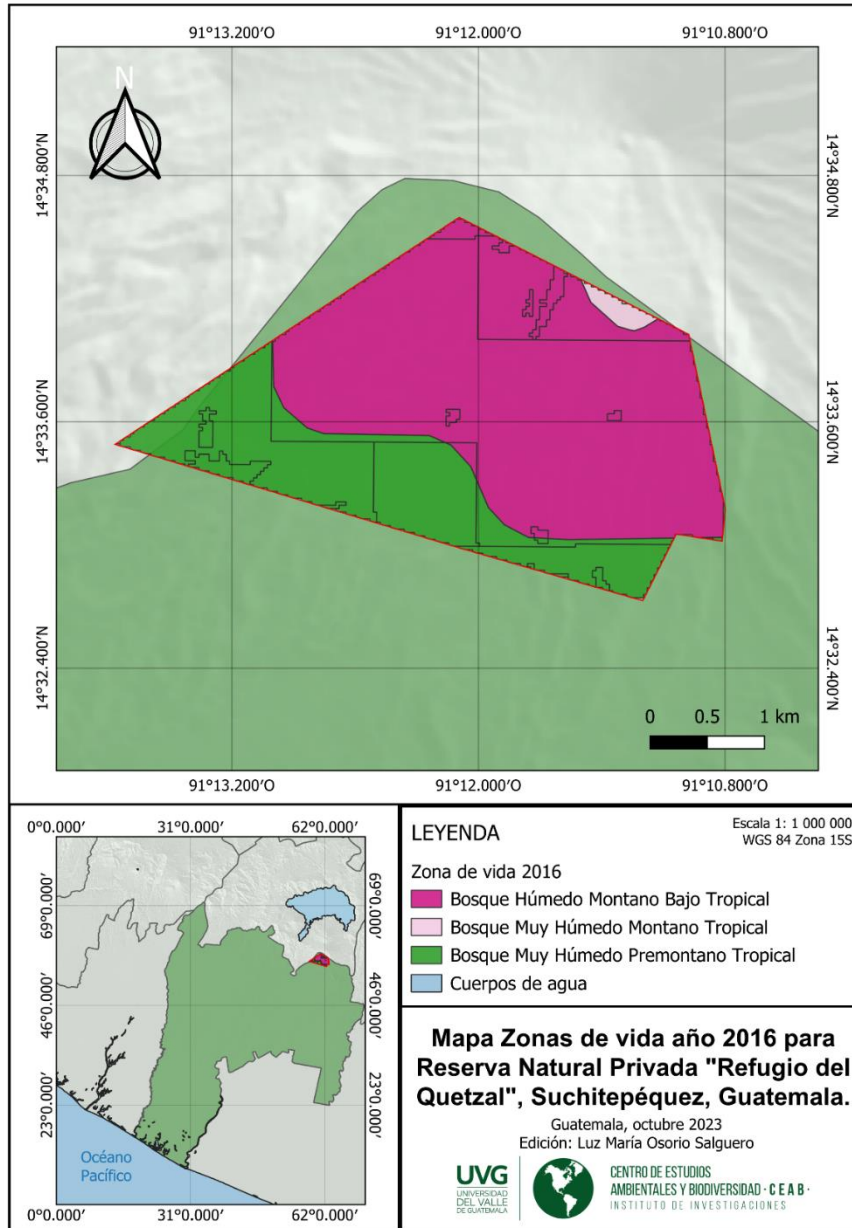 91°13.200′O 91°12.000′O 91°10.800′O
N
14°34.800′N 14°34.800′N
14°33.600′N 14°33.600′N
14°32.400′N 14°32.400′N
0 0.5 1 km
91°13.200′O 91°12.000′O 91°10.800′O
0°0.000′ 31°0.000′ 62°0.000′
69°0.000′ 69°0.000′
46°0.000′ 46°0.000′
23°0.000′ 23°0.000′
Océano
Pacífico
0°0.000′ 31°0.000′ 62°0.000′
LEYENDA
Escala 1: 1 000 000
WGS 84 Zona 15S
Zona de vida 2016
Bosque Húmedo Montano Bajo Tropical
Bosque Muy Húmedo Montano Tropical
Bosque Muy Húmedo Premontano Tropical
Cuerpos de agua
Mapa Zonas de vida año 2016 para
Reserva Natural Privada "Refugio del
Quetzal", Suchitepéquez, Guatemala.
Guatemala, octubre 2023
Edición: Luz María Osorio Salguero
UVG
UNIVERSIDAD
DEL VALLE
DE GUATEMALA
CENTRO DE ESTUDIOS
AMBIENTALES Y BIODIVERSIDAD · CEAB ·
INSTITUTO DE INVESTIGACIONES